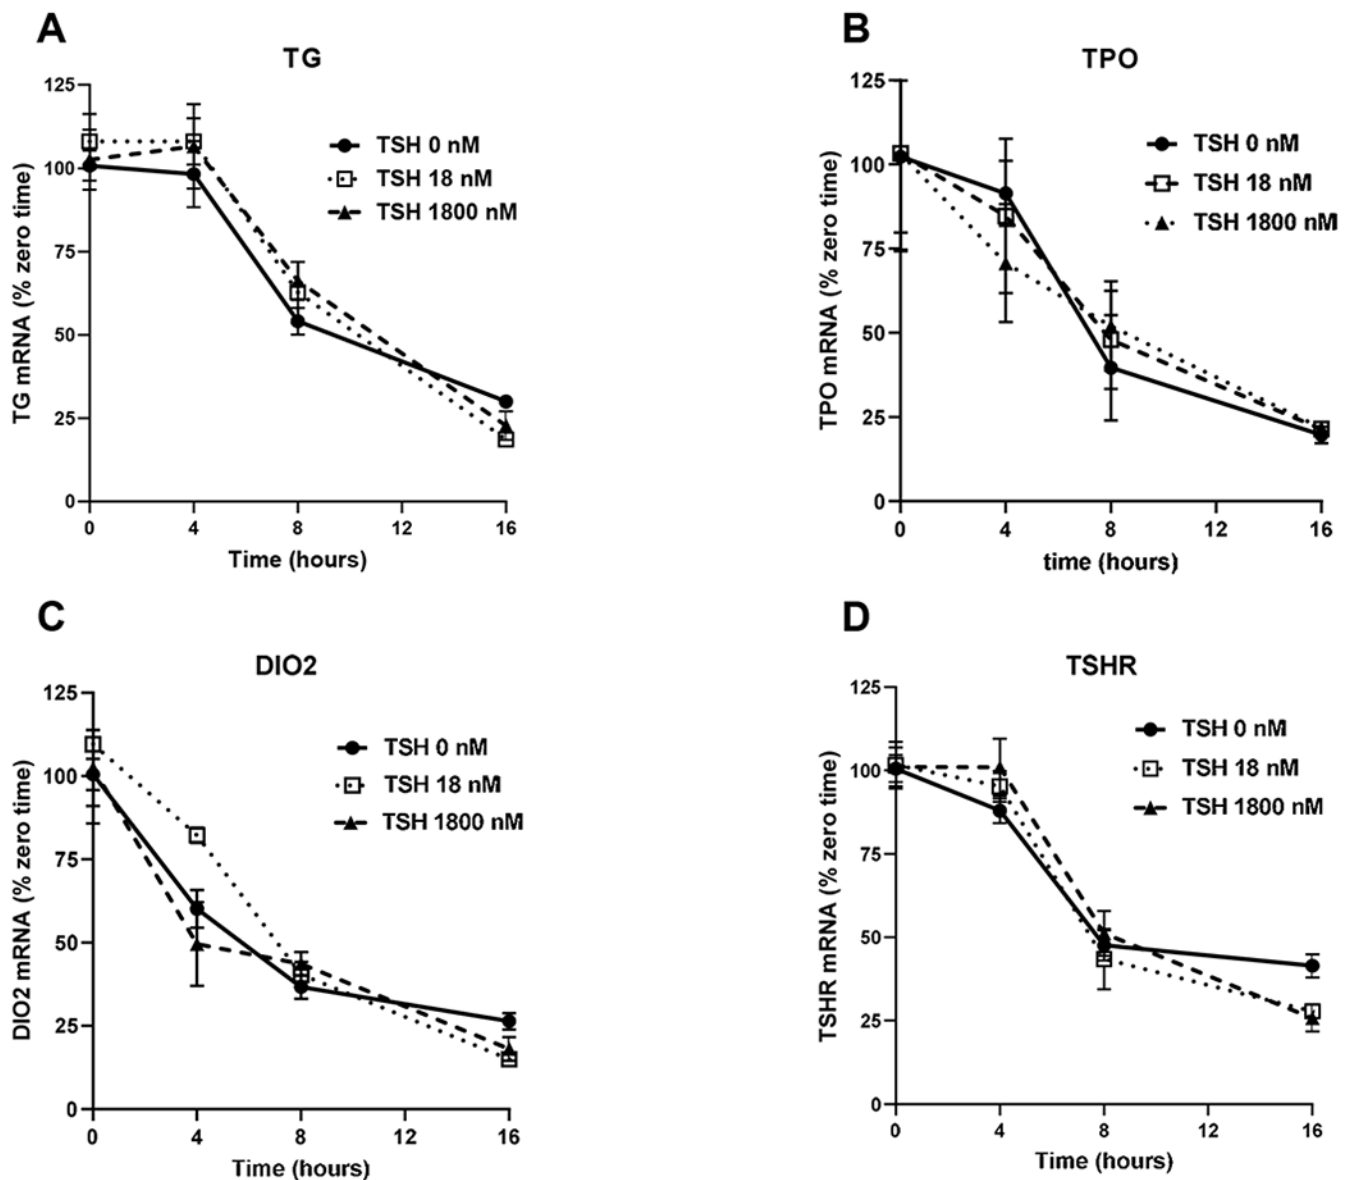 A
TG
TG mRNA (% zero time)
125
100
75
50
25
0
0 4 8 12 16
Time (hours)
TSH 0 nM
TSH 18 nM
TSH 1800 nM
B
TPO
TPO mRNA (% zero time)
125
100
75
50
25
0
0 4 8 12 16
time (hours)
TSH 0 nM
TSH 18 nM
TSH 1800 nM
C
DIO2
DIO2 mRNA (% zero time)
125
100
75
50
25
0
0 4 8 12 16
Time (hours)
TSH 0 nM
TSH 18 nM
TSH 1800 nM
D
TSHR
TSHR mRNA (% zero time)
125
100
75
50
25
0
0 4 8 12 16
Time (hours)
TSH 0 nM
TSH 18 nM
TSH 1800 nM